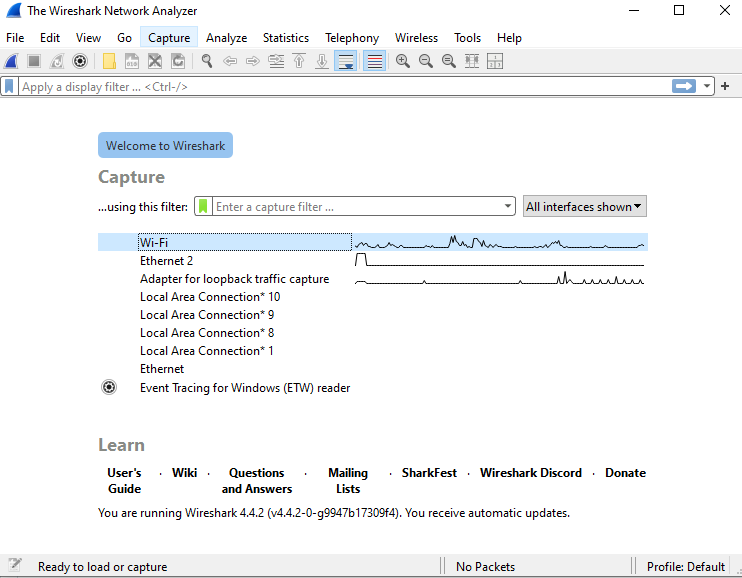 The Wireshark Network Analyzer
File Edit View Go Capture Analyze Statistics Telephony Wireless Tools Help
Apply a display filter ... <Ctrl-/>
Welcome to Wireshark
Capture
...using this filter: Enter a capture filter ... All interfaces shown
Wi-Fi
Ethernet 2
Adapter for loopback traffic capture
Local Area Connection* 10
Local Area Connection* 9
Local Area Connection* 8
Local Area Connection* 1
Ethernet
Event Tracing for Windows (ETW) reader
Learn
User's Guide · Wiki · Questions and Answers · Mailing Lists · SharkFest · Wireshark Discord · Donate
You are running Wireshark 4.4.2 (v4.4.2-0-g9947b17309f4). You receive automatic updates.
Ready to load or capture No Packets Profile: Default